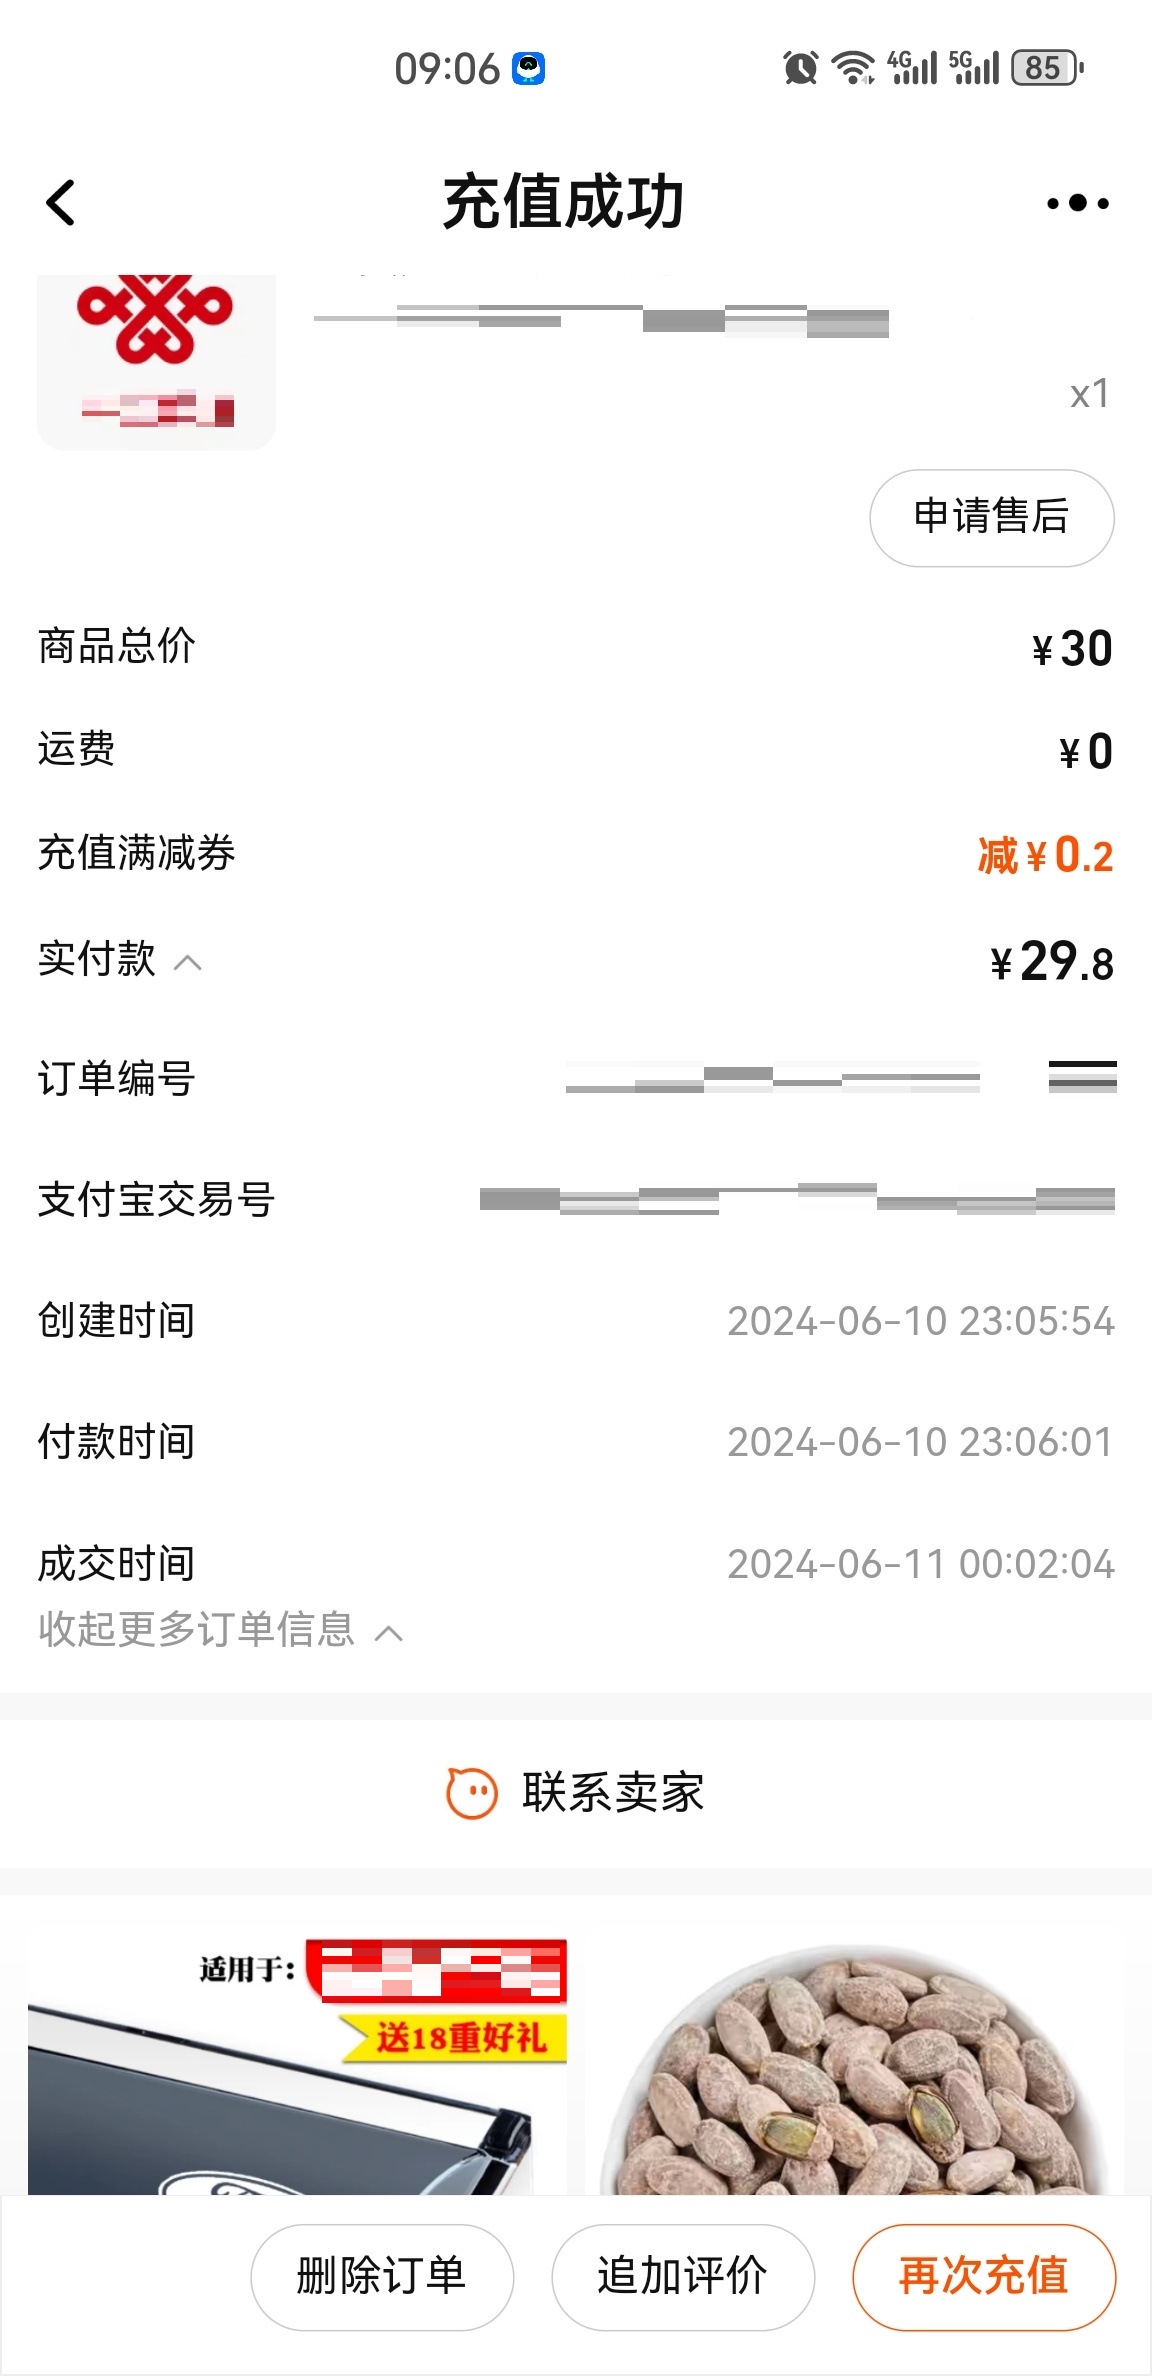 09:06
4G
5G
85
充值成功
x1
申请售后
商品总价
¥30
运费
¥0
充值满减券
减¥0.2
实付款
¥29.8
订单编号
支付宝交易号
创建时间
2024-06-10 23:05:54
付款时间
2024-06-10 23:06:01
成交时间
2024-06-11 00:02:04
收起更多订单信息
联系卖家
适用于:
送18重好礼
删除订单
追加评价
再次充值